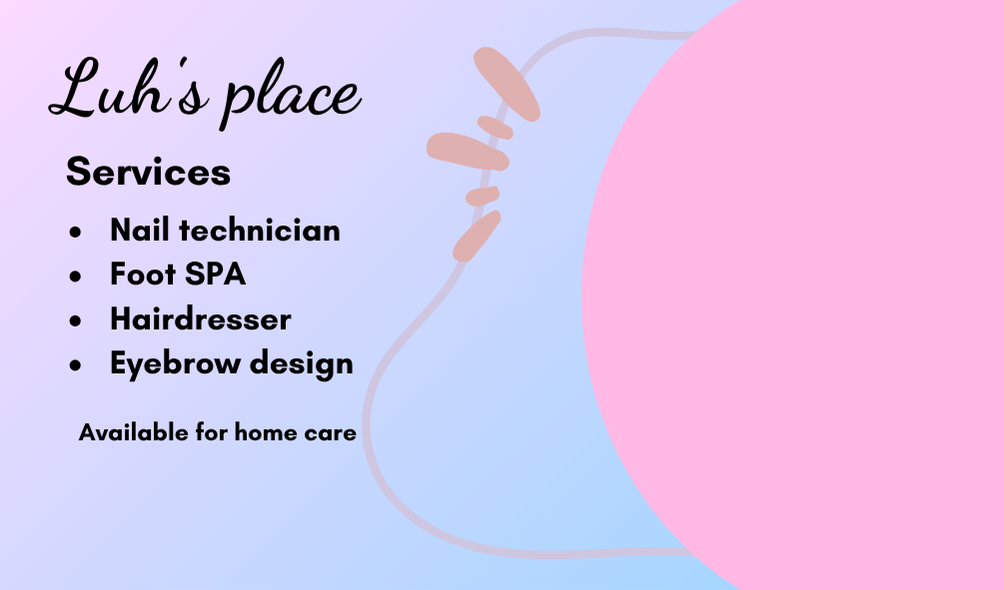 Luh's place
Services
• Nail technician
• Foot SPA
• Hairdresser
• Eyebrow design
Available for home care